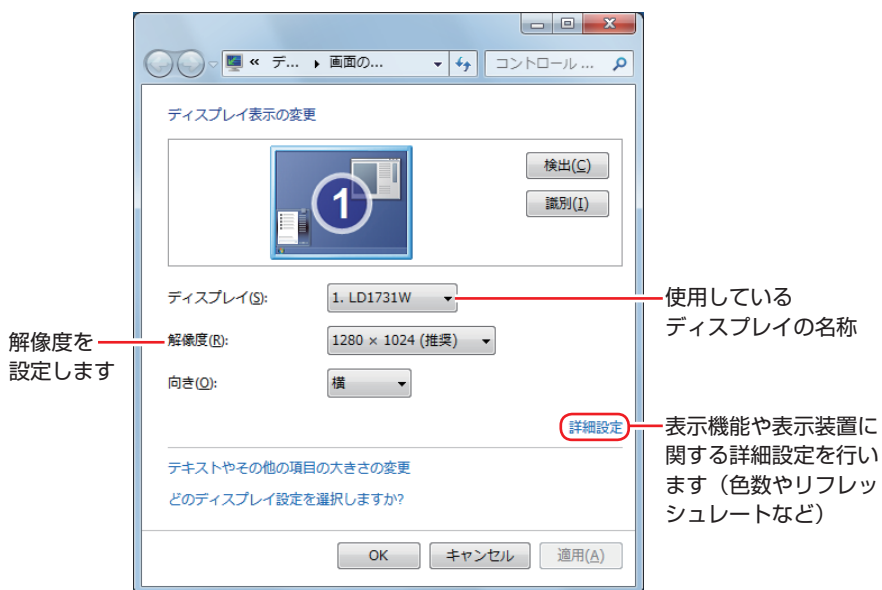 « デ... ▸ 画面の...
コントロール ...
ディスプレイ表示の変更
1
検出(C)
識別(I)
ディスプレイ(S):
1. LD1731W
使用している
ディスプレイの名称
解像度を
設定します
解像度(R):
1280 × 1024 (推奨)
向き(O):
横
詳細設定
表示機能や表示装置に
関する詳細設定を行い
ます（色数やリフレッ
シュレートなど）
テキストやその他の項目の大きさの変更
どのディスプレイ設定を選択しますか?
OK
キャンセル
適用(A)